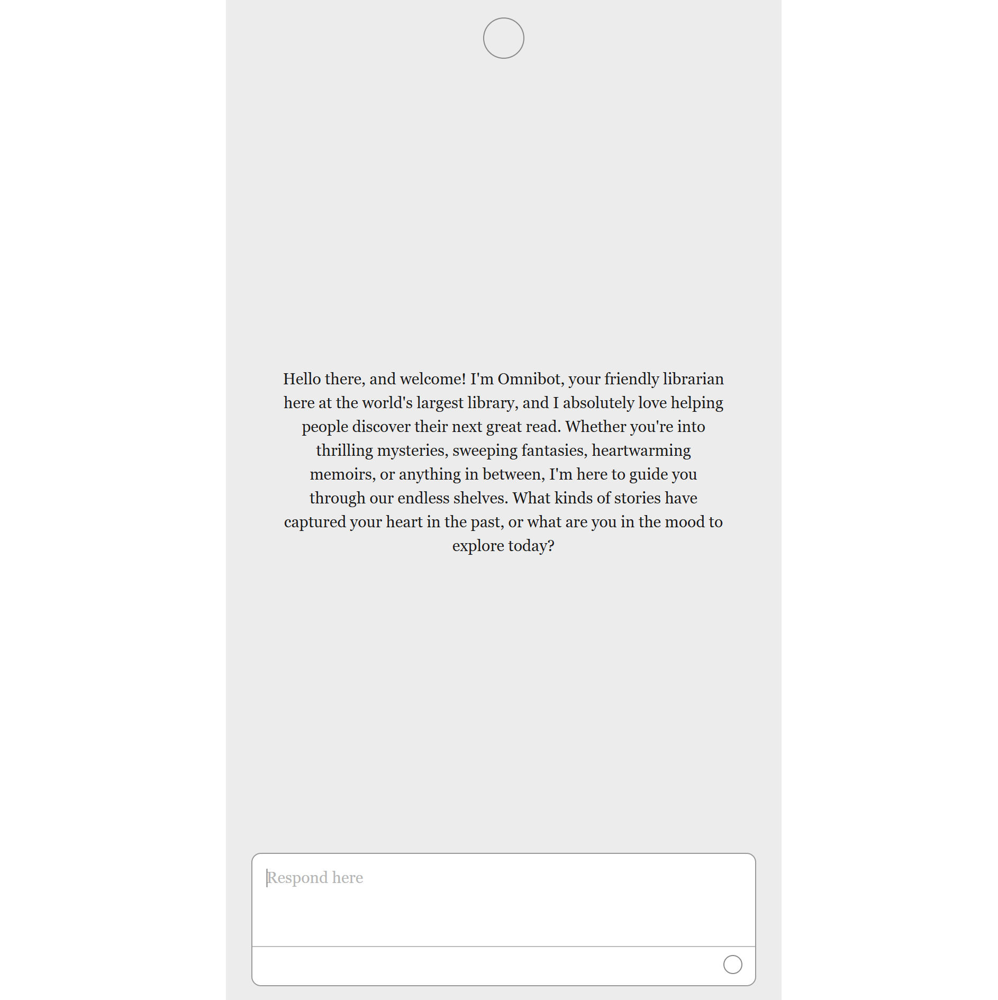 Hello there, and welcome! I'm Omnibot, your friendly librarian
here at the world's largest library, and I absolutely love helping
people discover their next great read. Whether you're into
thrilling mysteries, sweeping fantasies, heartwarming
memoirs, or anything in between, I'm here to guide you
through our endless shelves. What kinds of stories have
captured your heart in the past, or what are you in the mood to
explore today?
Respond here